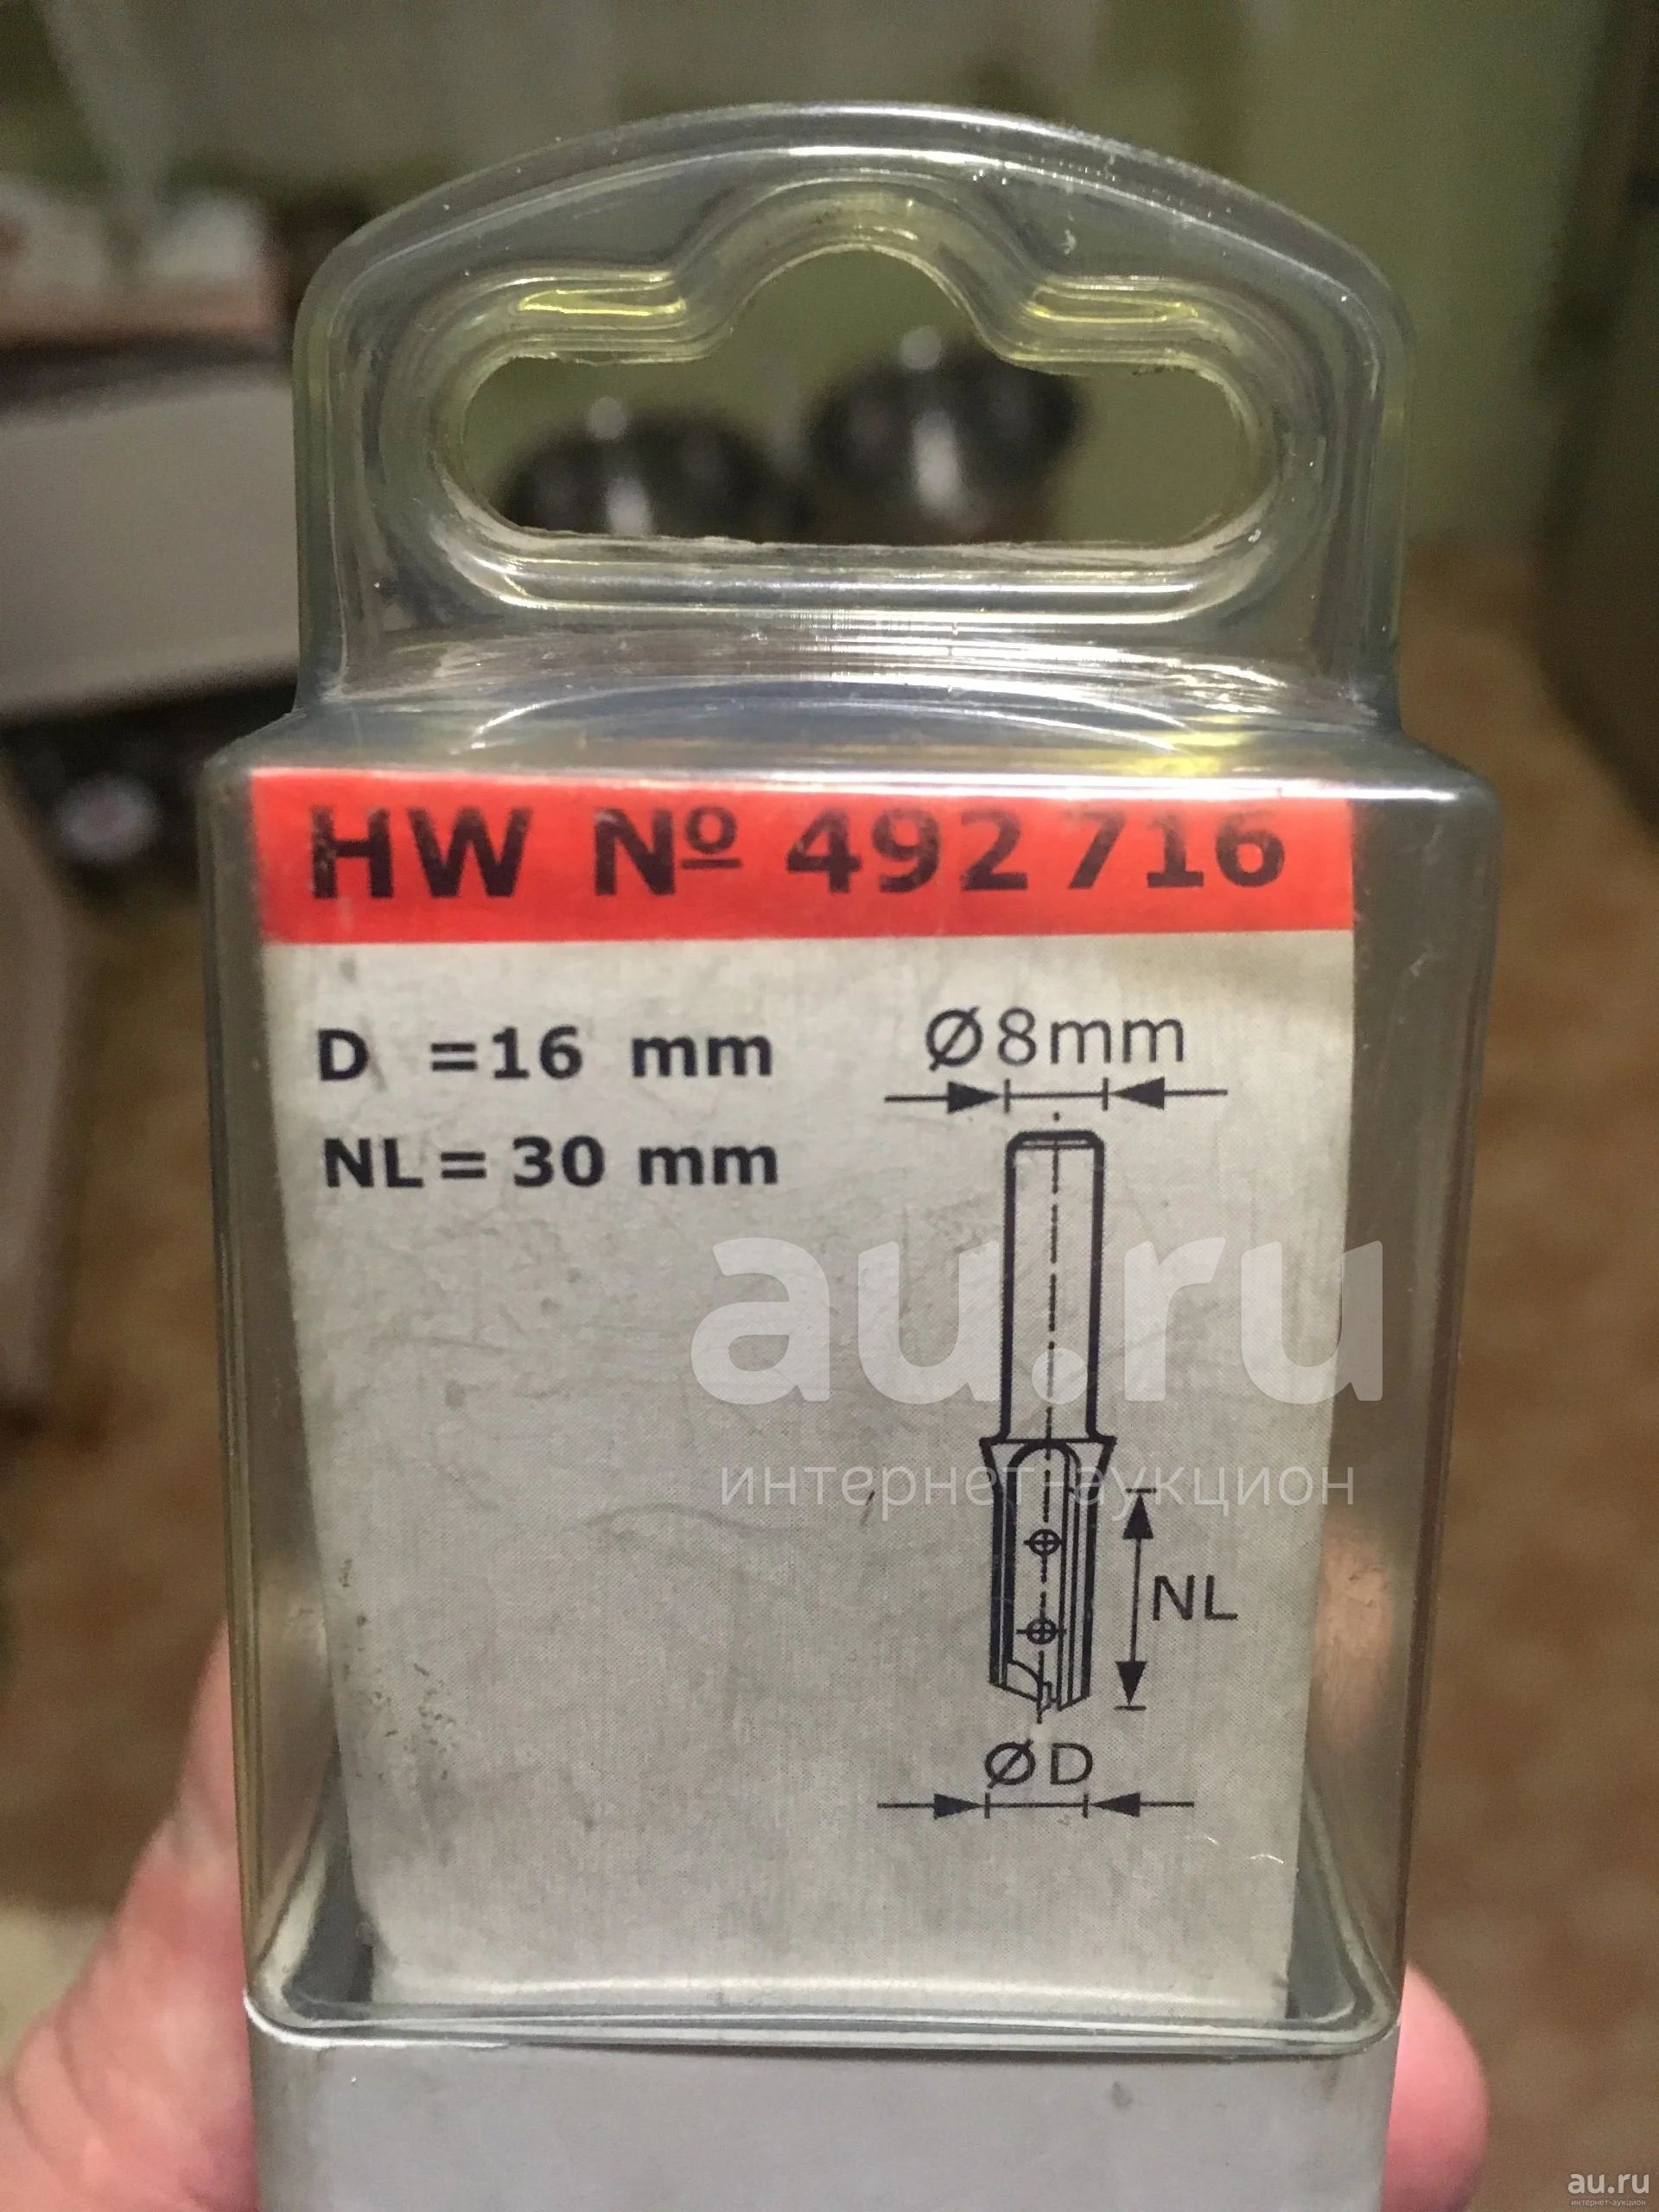 HW Nº 492 716
D = 16 mm
Ø8mm
NL = 30 mm
au.ru
интернет-аукцион
NL
ØD
au.ru
интернет-аукцион